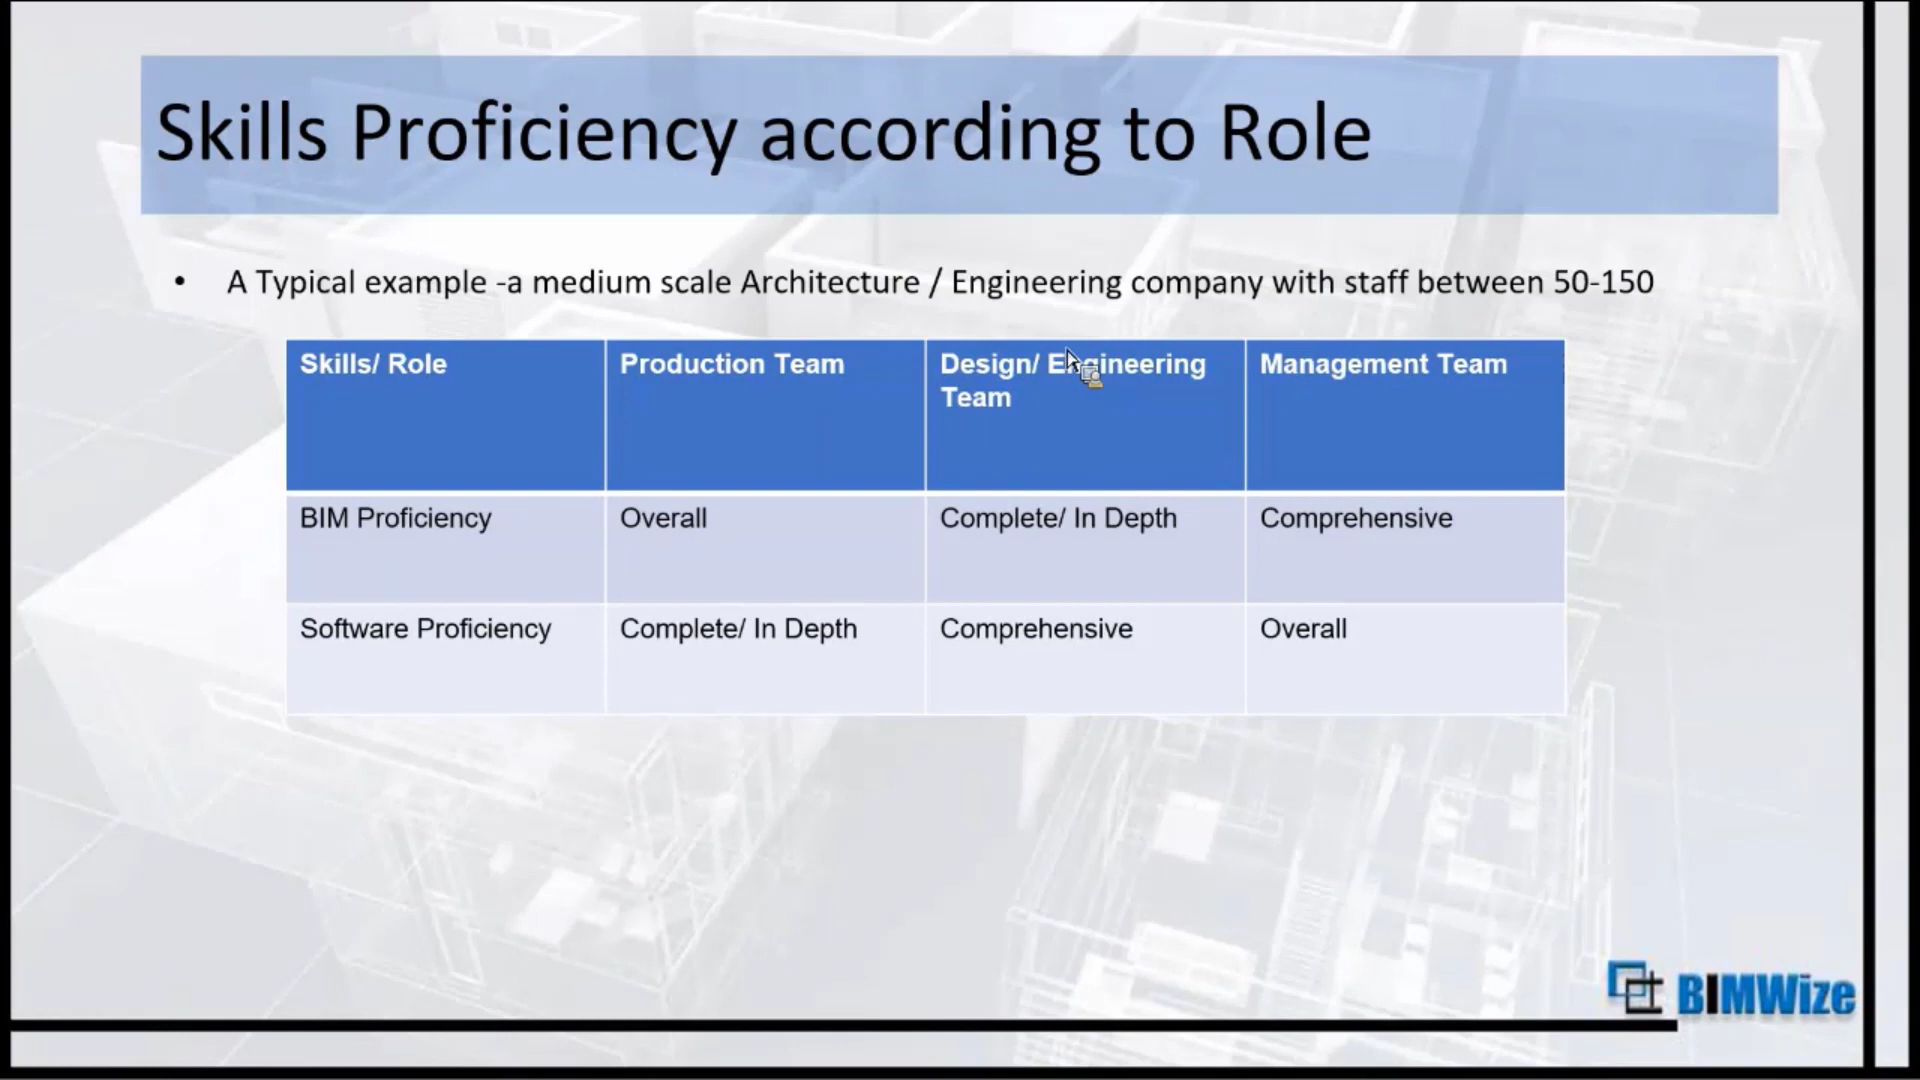 Skills Proficiency according to Role
• A Typical example -a medium scale Architecture / Engineering company with staff between 50-150
Skills/ Role Production Team Design/ Engineering Team Management Team
BIM Proficiency Overall Complete/ In Depth Comprehensive
Software Proficiency Complete/ In Depth Comprehensive Overall
BIMWize